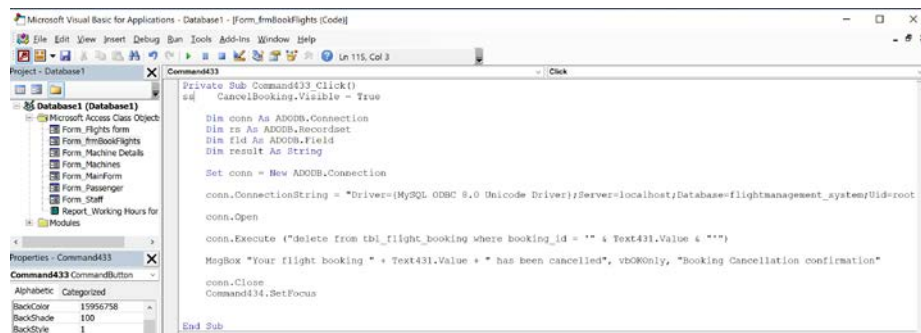 Microsoft Visual Basic for Applications - Database1 - [Form_frmBookFlights (Code)]
File Edit View Insert Debug Run Tools Add-Ins Window Help
Ln 115, Col 3
Project - Database1
Command433
Click
Database1 (Database1)
Microsoft Access Class Object
Form_Flights form
Form_frmBookFlights
Form_Machine Details
Form_Machines
Form_MainForm
Form_Passenger
Form_Staff
Report_Working Hours for
Modules
Properties - Command433
Command433 CommandButton
Alphabetic Categorized
BackColor 15956758
BackShade 100
BackStyle 1
Private Sub Command433_Click()
ss CancelBooking.Visible = True
Dim conn As ADODB.Connection
Dim rs As ADODB.Recordset
Dim fld As ADODB.Field
Dim result As String
Set conn = New ADODB.Connection
conn.ConnectionString = "Driver={MySQL ODBC 8.0 Unicode Driver};Server=localhost;Database=flightmanagement_system;Uid=root
conn.Open
conn.Execute ("delete from tbl_flight_booking where booking_id = '" & Text431.Value & "'")
MsgBox "Your flight booking " + Text431.Value + " has been cancelled", vbOKOnly, "Booking Cancellation confirmation"
conn.Close
Command434.SetFocus
End Sub